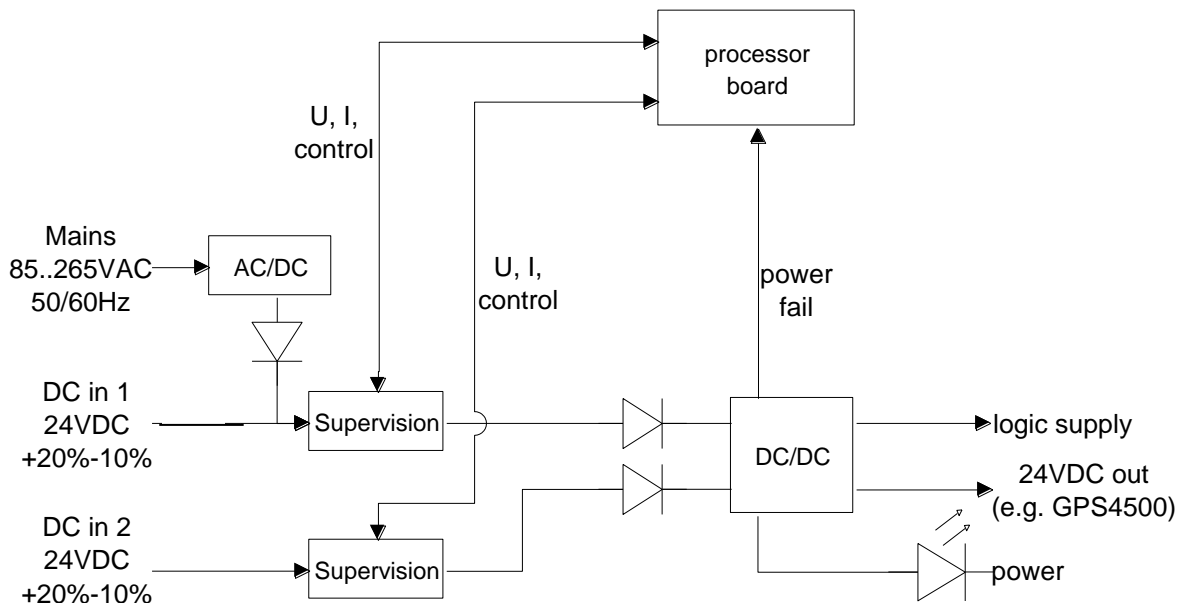 processor
board
U, I,
control
Mains
85..265VAC
50/60Hz
AC/DC
U, I,
control
power
fail
DC in 1
24VDC
+20%-10%
Supervision
DC/DC
logic supply
24VDC out
(e.g. GPS4500)
DC in 2
24VDC
+20%-10%
Supervision
power